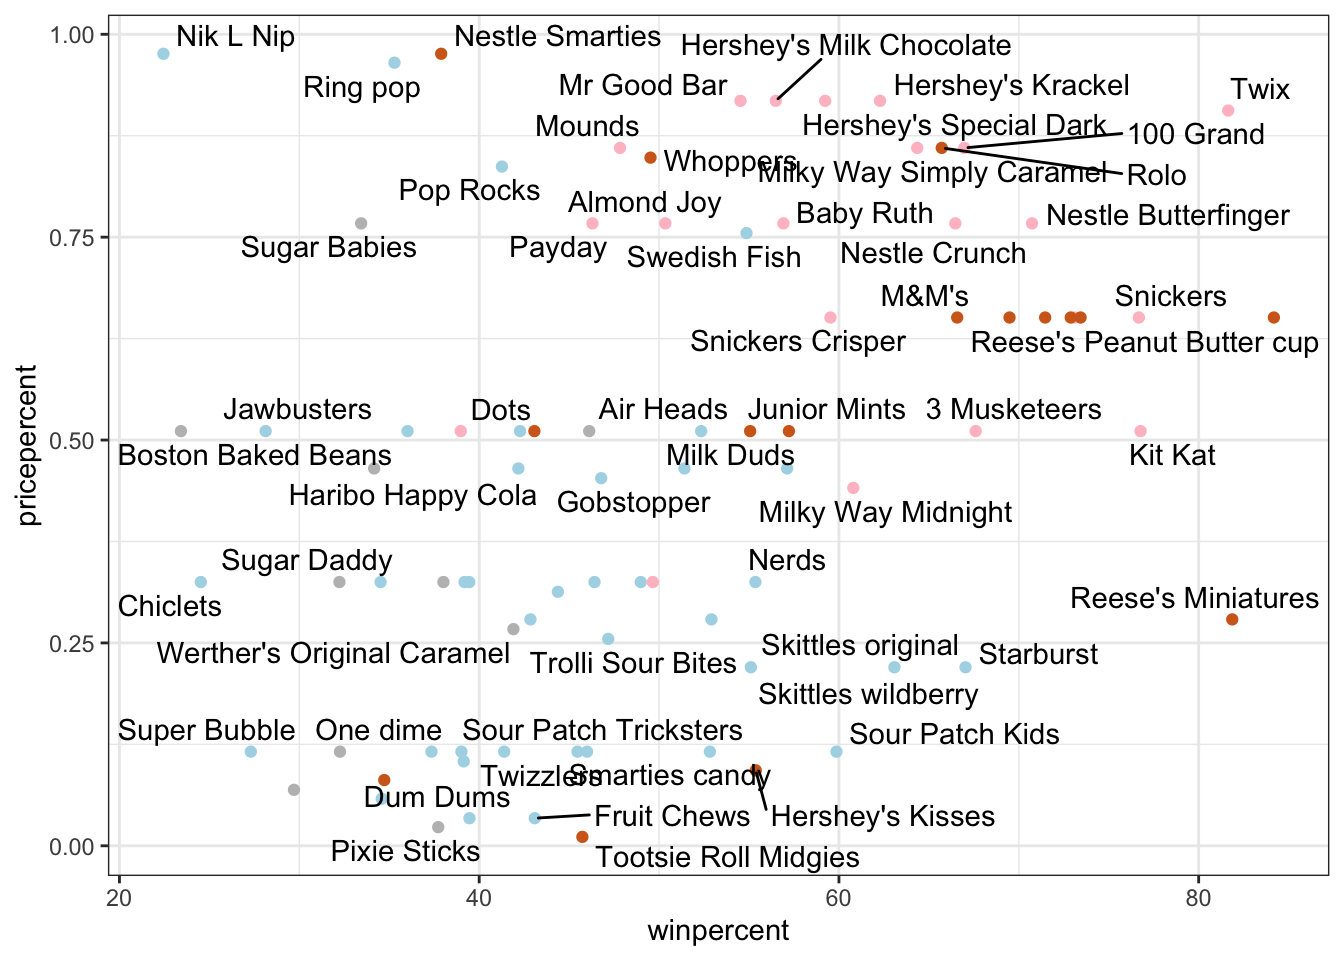 1.00
Nik L Nip
Nestle Smarties
Hershey's Milk Chocolate
Ring pop
Mr Good Bar
Hershey's Krackel
Twix
Mounds
Hershey's Special Dark
100 Grand
Whoppers
Milky Way Simply Caramel
Rolo
Pop Rocks
Almond Joy
Baby Ruth
Nestle Butterfinger
0.75
Sugar Babies
Payday
Swedish Fish
Nestle Crunch
M&M's
Snickers
Snickers Crisper
Reese's Peanut Butter cup
Jawbusters
Dots
Air Heads
Junior Mints
3 Musketeers
0.50
Boston Baked Beans
Milk Duds
Kit Kat
Haribo Happy Cola
Gobstopper
Milky Way Midnight
Sugar Daddy
Nerds
Chiclets
Reese's Miniatures
0.25
Werther's Original Caramel
Trolli Sour Bites
Skittles original
Starburst
Skittles wildberry
Super Bubble
One dime
Sour Patch Tricksters
Sour Patch Kids
Twizzlers
Smarties candy
Dum Dums
Fruit Chews
Hershey's Kisses
0.00
Pixie Sticks
Tootsie Roll Midgies
20
40
60
80
winpercent
pricepercent